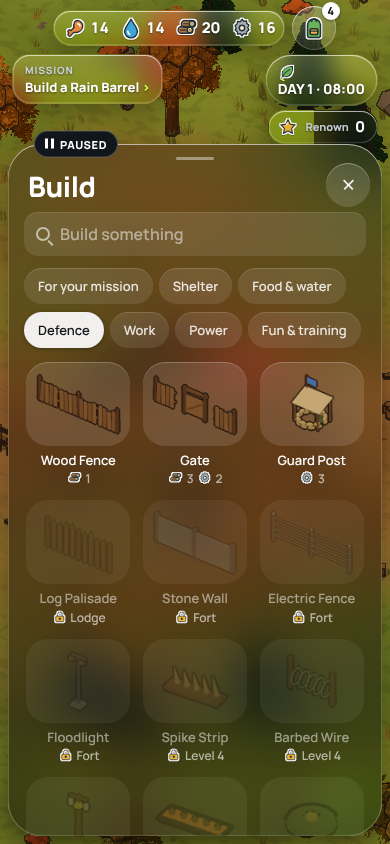 14 14 20 16
4
MISSION
Build a Rain Barrel ›
DAY 1 · 08:00
Renown 0
PAUSED
Build
Build something
For your mission Shelter Food & water
Defence Work Power Fun & training
Wood Fence Gate Guard Post
1 3 2 3
Log Palisade Stone Wall Electric Fence
Lodge Fort Fort
Floodlight Spike Strip Barbed Wire
Fort Level 4 Level 4